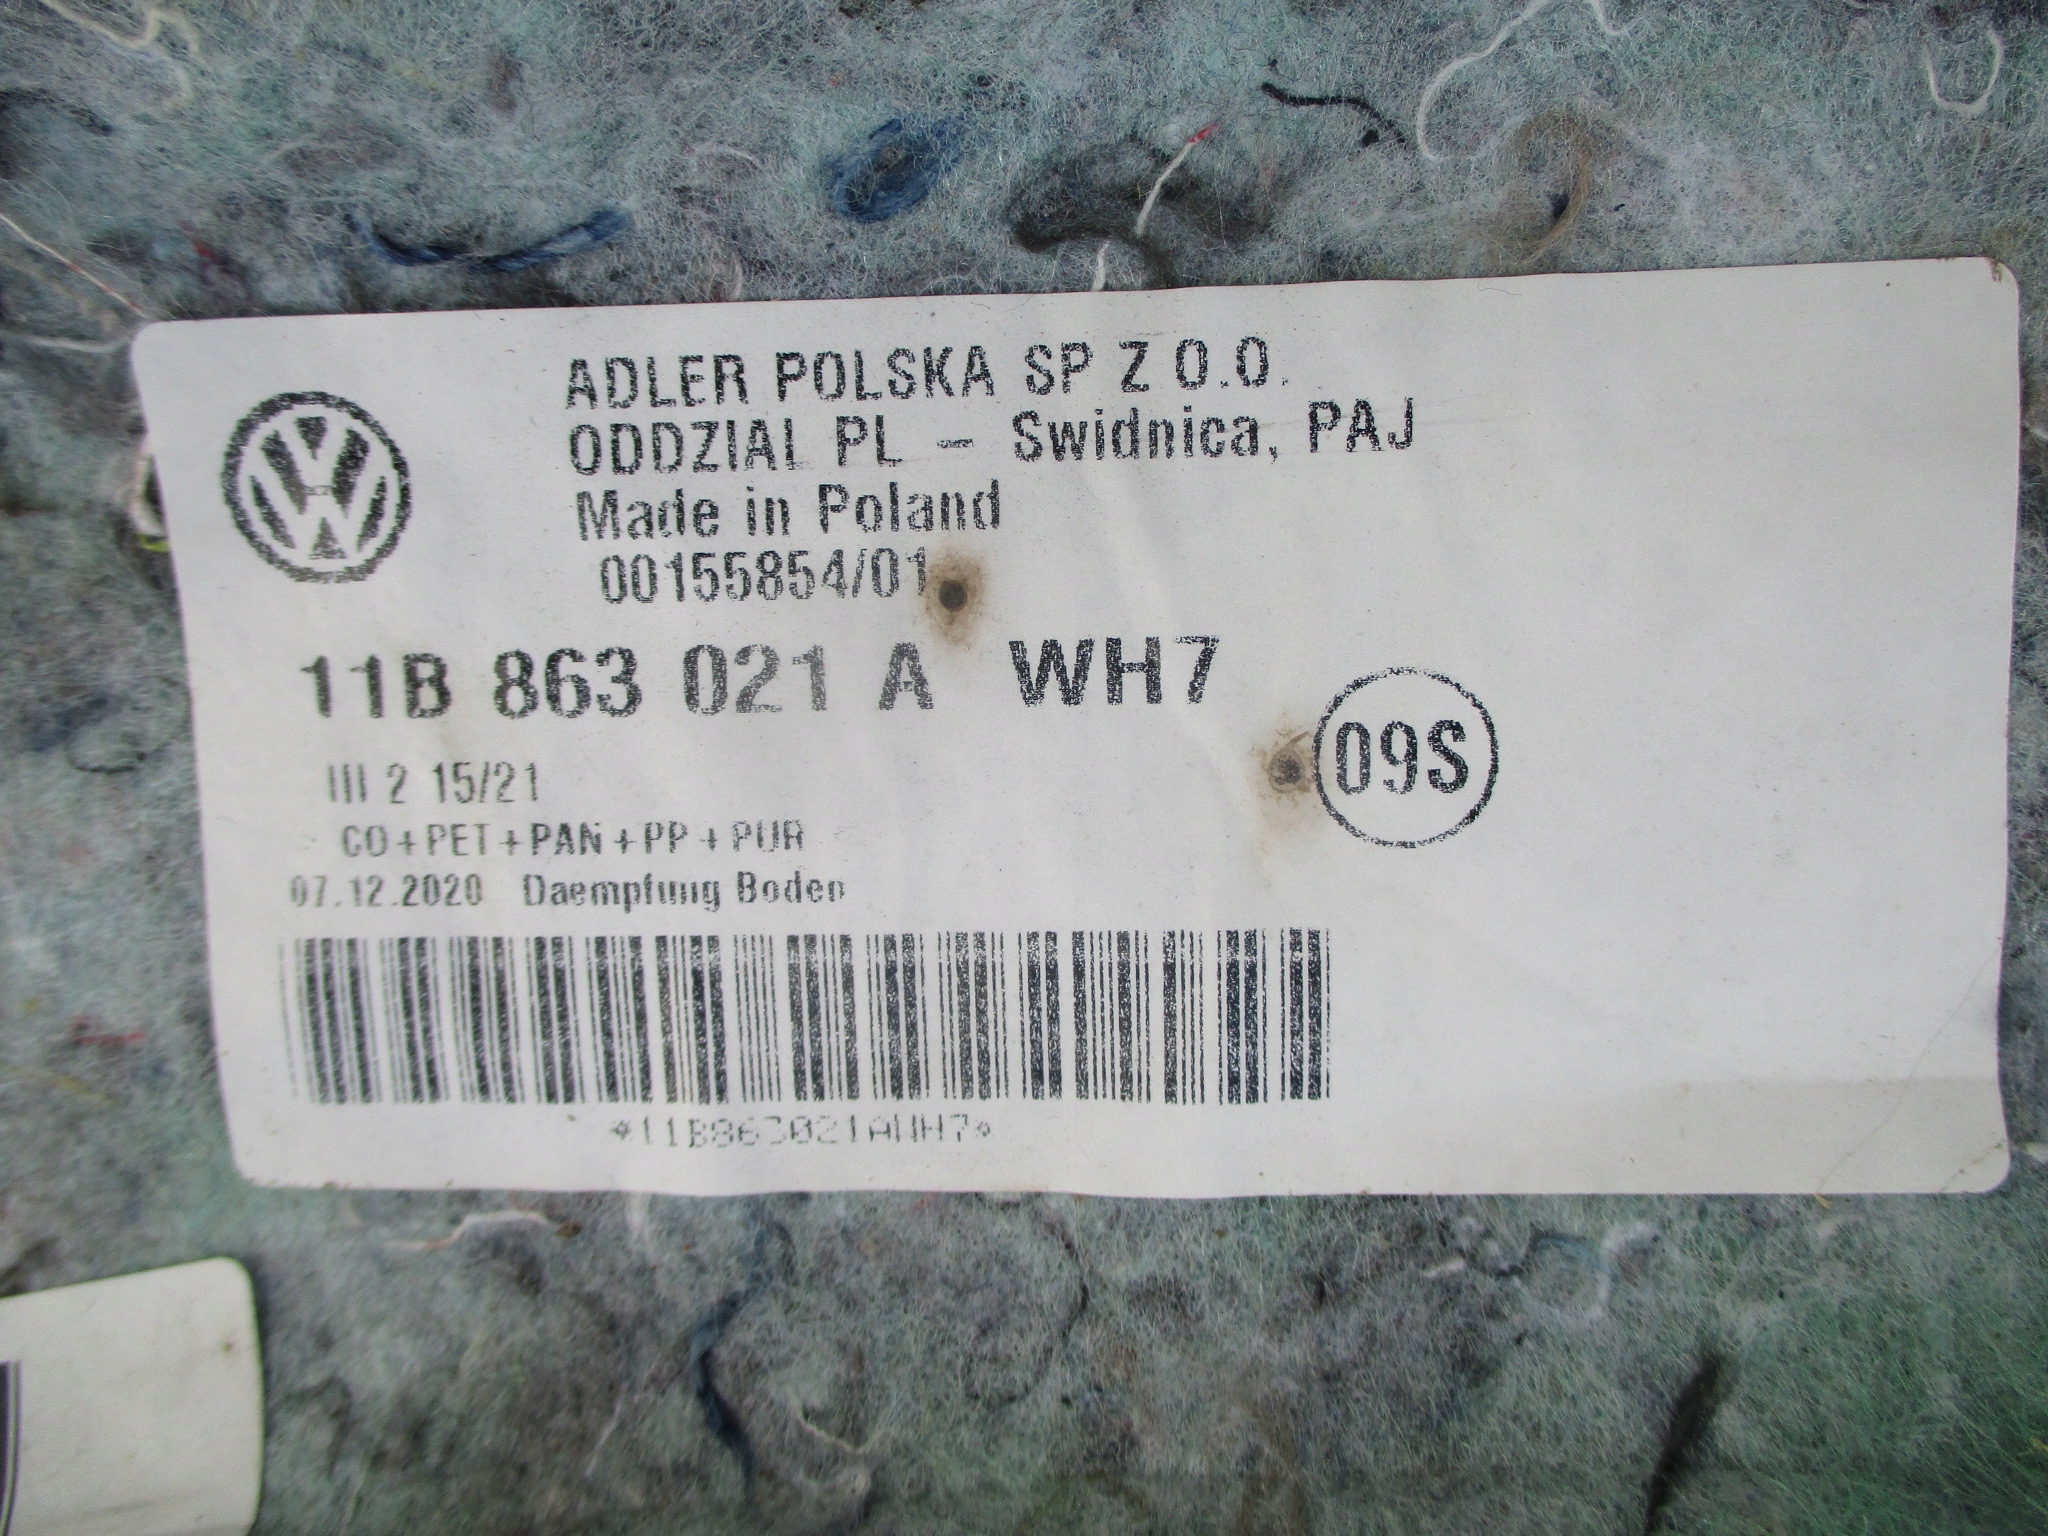 ADLER POLSKA SP Z O.O.
ODDZIAL PL - Swidnica, PAJ
Made in Poland
00155854/01
11B 863 021 A WH7
09S
III 2 15/21
CO+PET+PAN+PP+PUR
07.12.2020 Daempfung Boden
*11B863021AWH7*